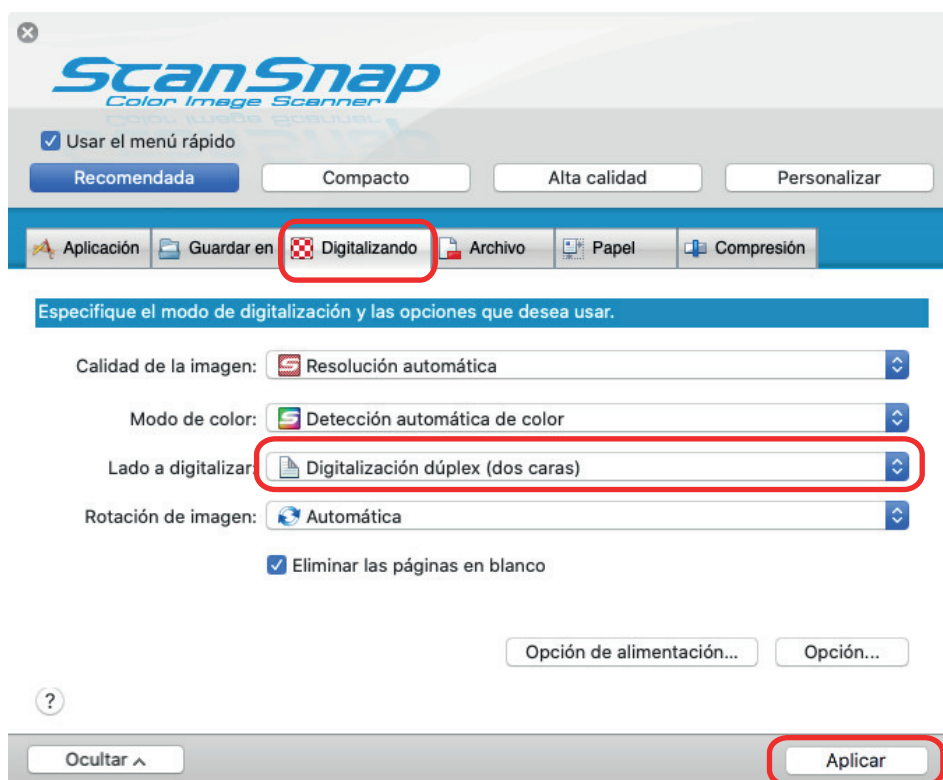 ScanSnap
Color Image Scanner
Usar el menú rápido
Recomendada Compacto Alta calidad Personalizar
Aplicación Guardar en Digitalizando Archivo Papel Compresión
Especifique el modo de digitalización y las opciones que desea usar.
Calidad de la imagen: Resolución automática
Modo de color: Detección automática de color
Lado a digitalizar: Digitalización dúplex (dos caras)
Rotación de imagen: Automática
Eliminar las páginas en blanco
Opción de alimentación... Opción...
?
Ocultar Aplicar